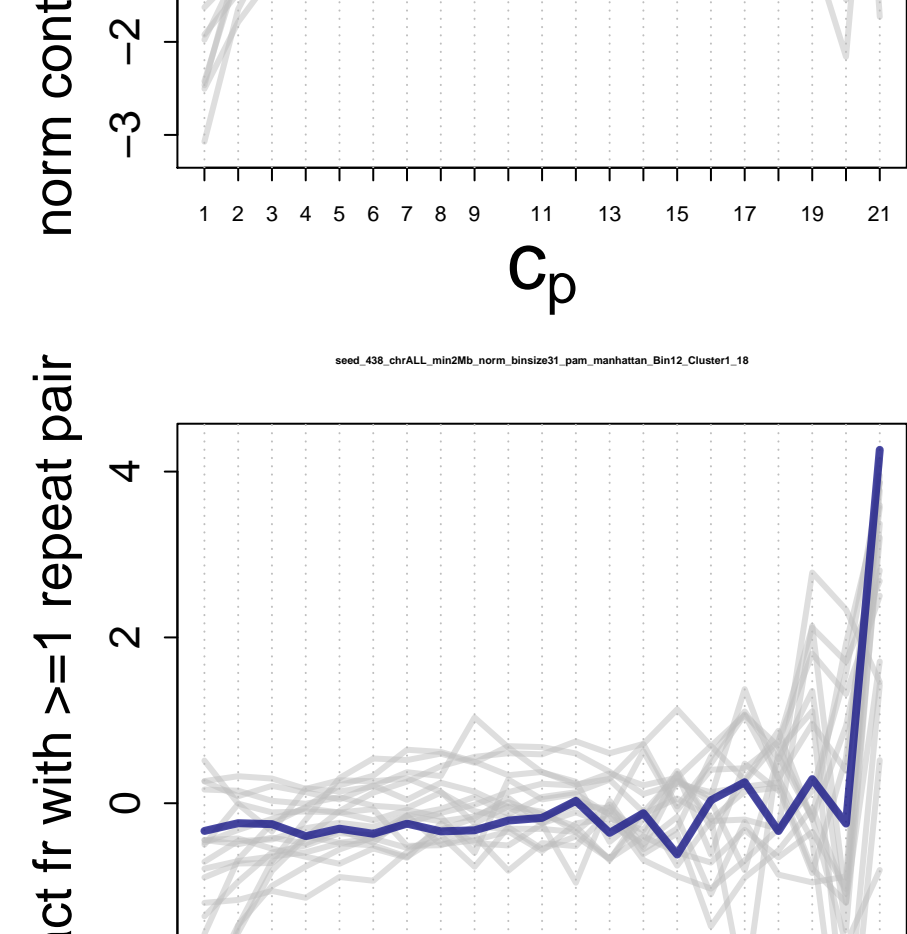 norm cont
−2
−3
1 2 3 4 5 6 7 8 9 11 13 15 17 19 21
cp
seed_438_chrALL_min2Mb_norm_binsize31_pam_manhattan_Bin12_Cluster1_18
act fr with >=1 repeat pair
4
2
0